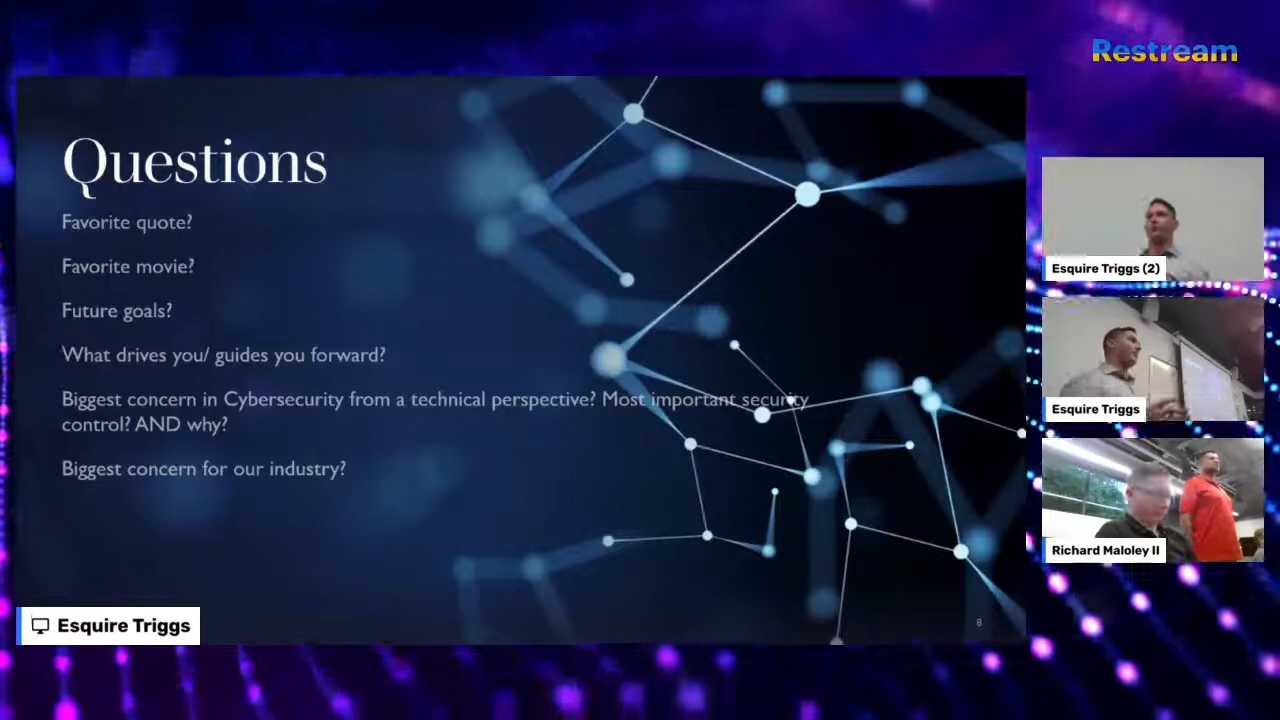 Restream
Questions
Favorite quote?
Favorite movie?
Future goals?
What drives you/ guides you forward?
Biggest concern in Cybersecurity from a technical perspective? Most important security
control? AND why?
Biggest concern for our industry?
8
Esquire Triggs
Esquire Triggs (2)
Esquire Triggs
Richard Maloley II